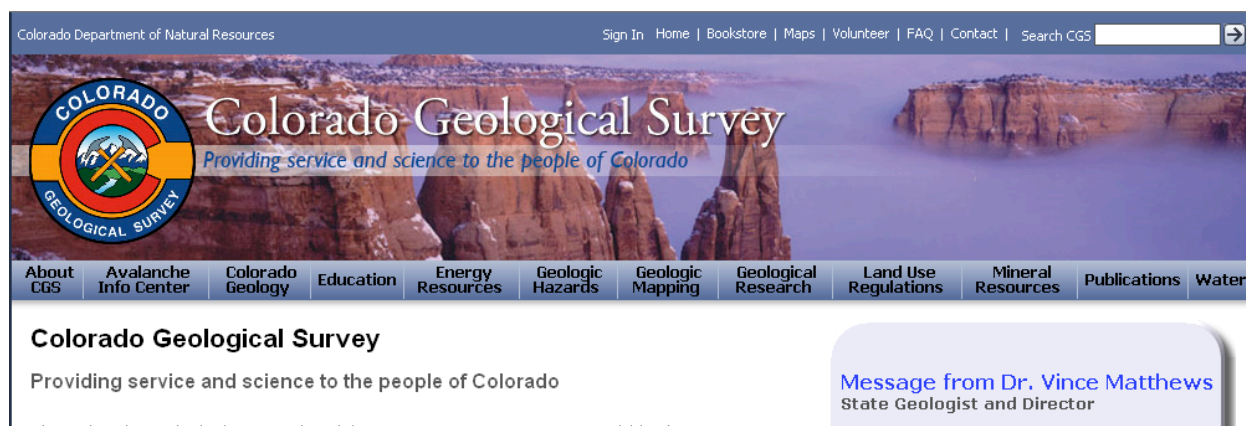 Colorado Department of Natural Resources
Sign In Home | Bookstore | Maps | Volunteer | FAQ | Contact | Search CGS
COLORADO
GEOLOGICAL SURVEY
Colorado Geological Survey
Providing service and science to the people of Colorado
About CGS
Avalanche Info Center
Colorado Geology
Education
Energy Resources
Geologic Hazards
Geologic Mapping
Geological Research
Land Use Regulations
Mineral Resources
Publications
Water
Colorado Geological Survey
Providing service and science to the people of Colorado
Message from Dr. Vince Matthews
State Geologist and Director